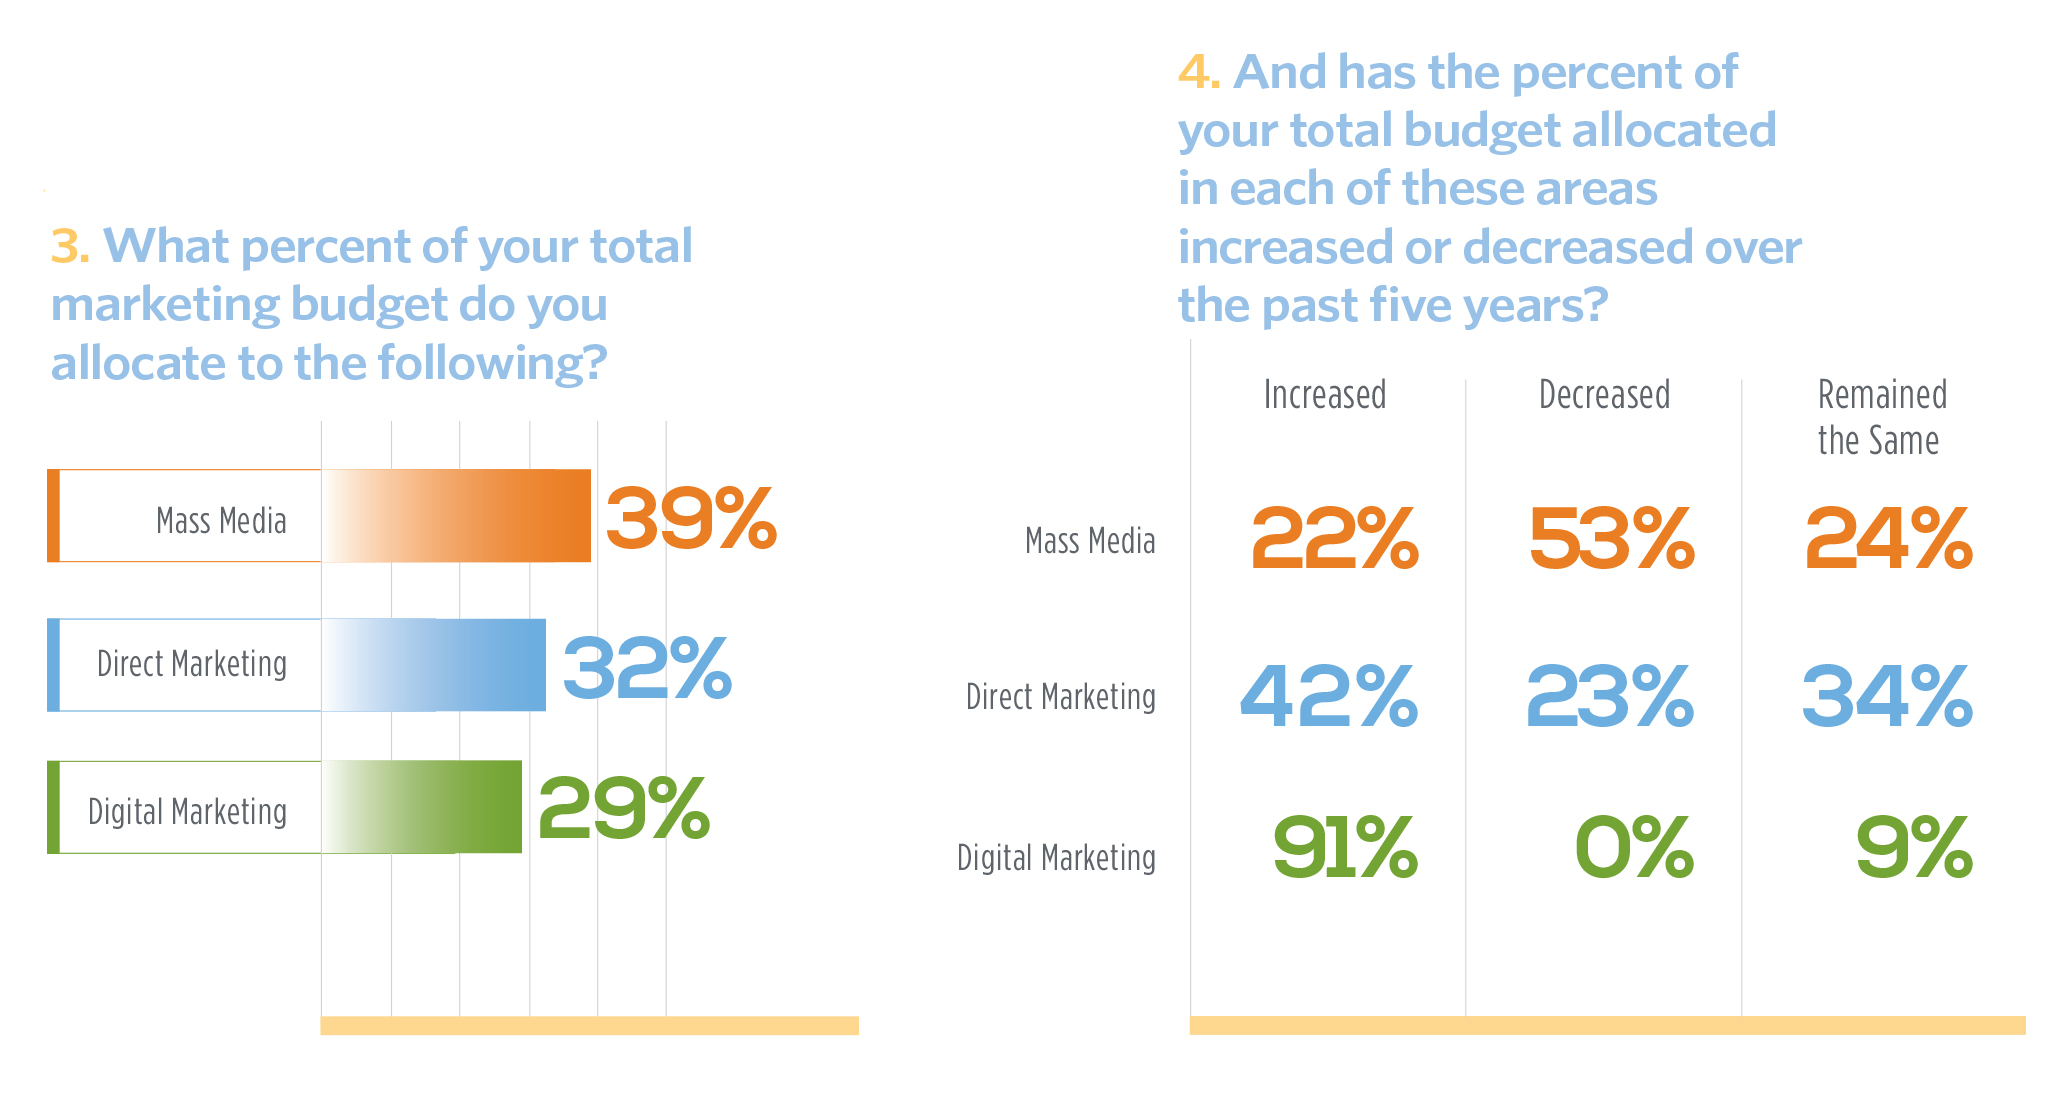 3. What percent of your total
marketing budget do you
allocate to the following?
Mass Media 39%
Direct Marketing 32%
Digital Marketing 29%
4. And has the percent of
your total budget allocated
in each of these areas
increased or decreased over
the past five years?
Increased Decreased Remained
the Same
Mass Media 22% 53% 24%
Direct Marketing 42% 23% 34%
Digital Marketing 91% 0% 9%